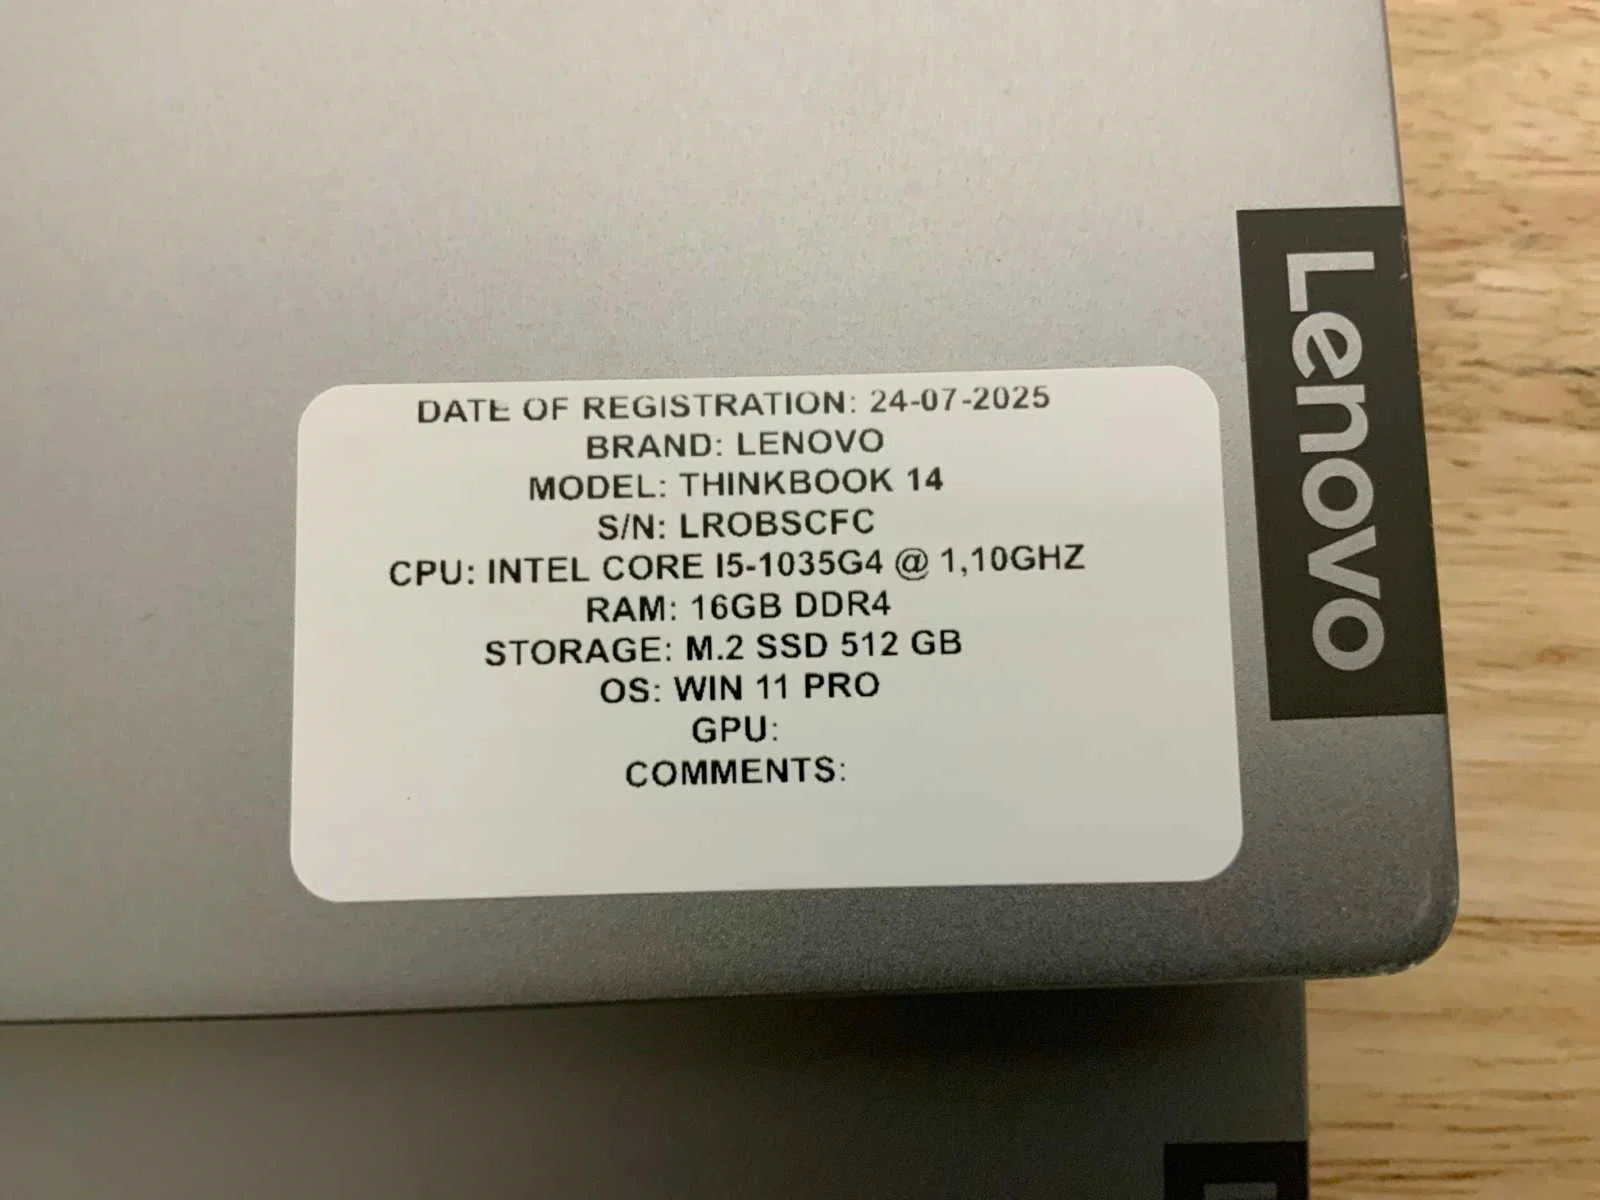 DATE OF REGISTRATION: 24-07-2025
BRAND: LENOVO
MODEL: THINKBOOK 14
S/N: LROBSCFC
CPU: INTEL CORE I5-1035G4 @ 1,10GHZ
RAM: 16GB DDR4
STORAGE: M.2 SSD 512 GB
OS: WIN 11 PRO
GPU:
COMMENTS:
Lenovo